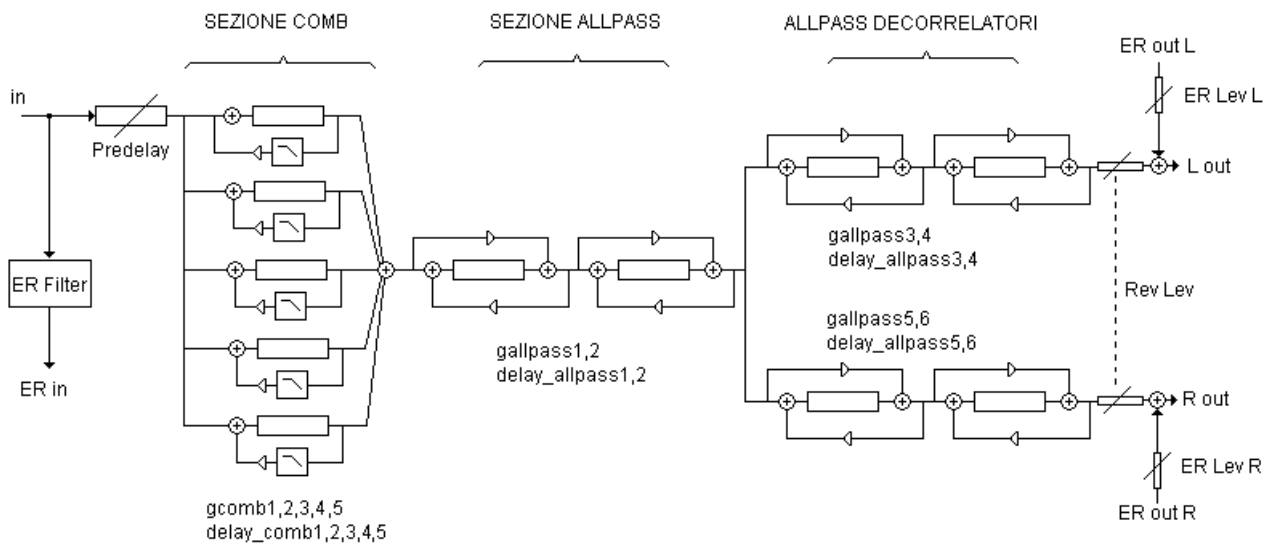 SEZIONE COMB
SEZIONE ALLPASS
ALLPASS DECORRELATORI
ER out L
in
ER Lev L
Predelay
L out
gallpass3,4
delay_allpass3,4
ER Filter
Rev Lev
gallpass5,6
delay_allpass5,6
gallpass1,2
delay_allpass1,2
ER in
R out
ER Lev R
gcomb1,2,3,4,5
delay_comb1,2,3,4,5
ER out R